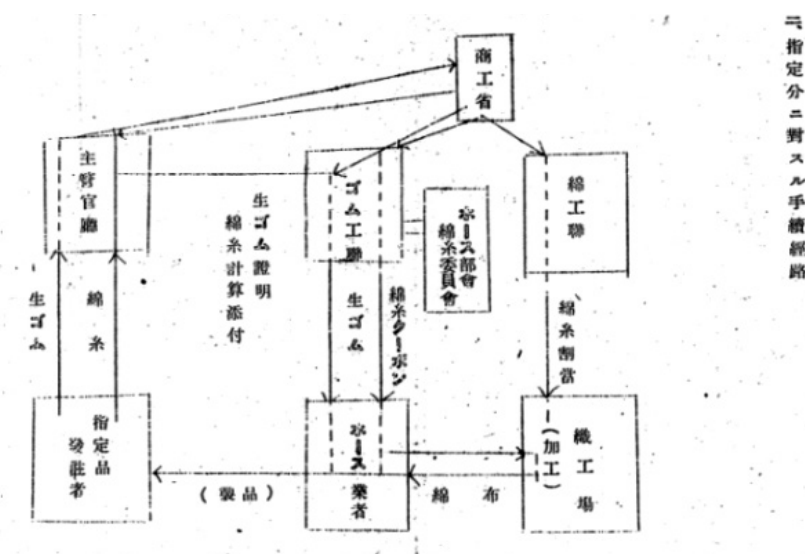 二、指定分ニ對スル手續經路
商工省
綿工聯
ゴム工聯
主管官廳
ホース部會
綿糸委員會
生ゴム證明
綿糸計算添付
綿糸割當
綿糸クーポン
生ゴム
綿糸
生ゴム
織工場
(加工)
ホース業者
指定品
發註者
綿布
(製品)